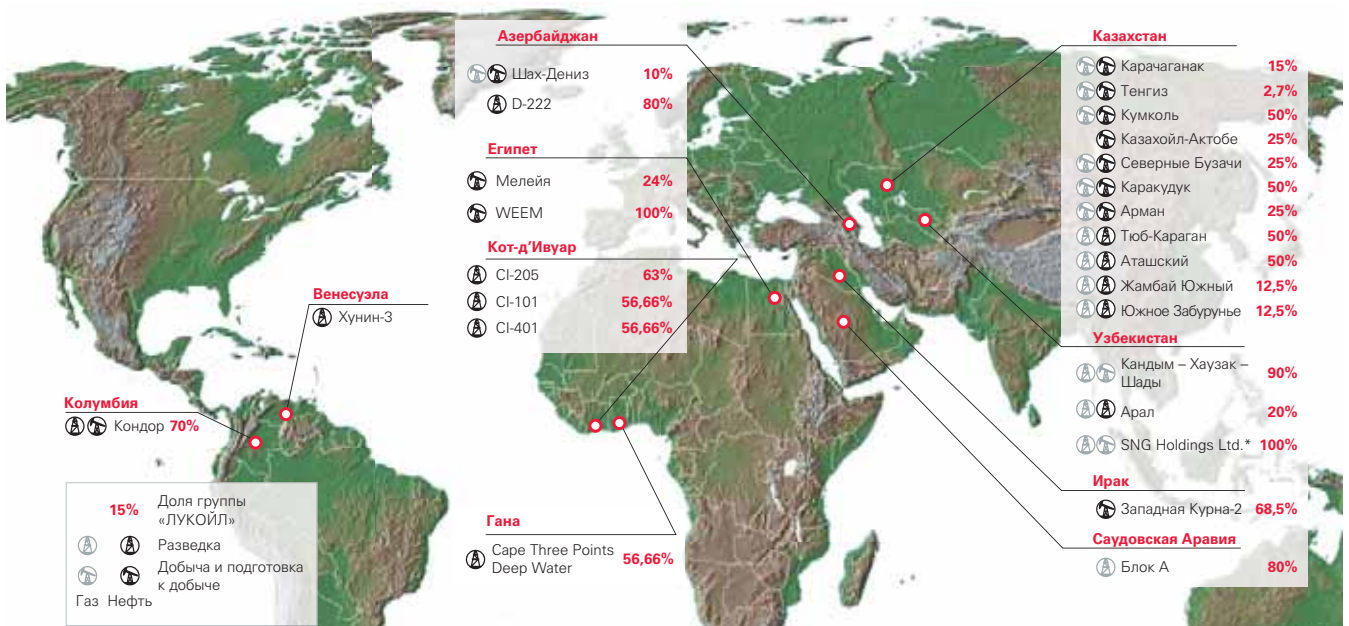 Азербайджан
Шах-Дениз 10%
D-222 80%
Египет
Мелейя 24%
WEEM 100%
Кот-д’Ивуар
CI-205 63%
CI-101 56,66%
CI-401 56,66%
Венесуэла
Хунин-3
Колумбия
Кондор 70%
15% Доля группы
«ЛУКОЙЛ»
Разведка
Добыча и подготовка
к добыче
Газ Нефть
Гана
Cape Three Points
Deep Water 56,66%
Казахстан
Карачаганак 15%
Тенгиз 2,7%
Кумколь 50%
Казахойл-Актобе 25%
Северные Бузачи 25%
Каракудук 50%
Арман 25%
Тюб-Караган 50%
Аташский 50%
Жамбай Южный 12,5%
Южное Забурунье 12,5%
Узбекистан
Кандым – Хаузак –
Шады 90%
Арал 20%
SNG Holdings Ltd.* 100%
Ирак
Западная Курна-2 68,5%
Саудовская Аравия
Блок А 80%